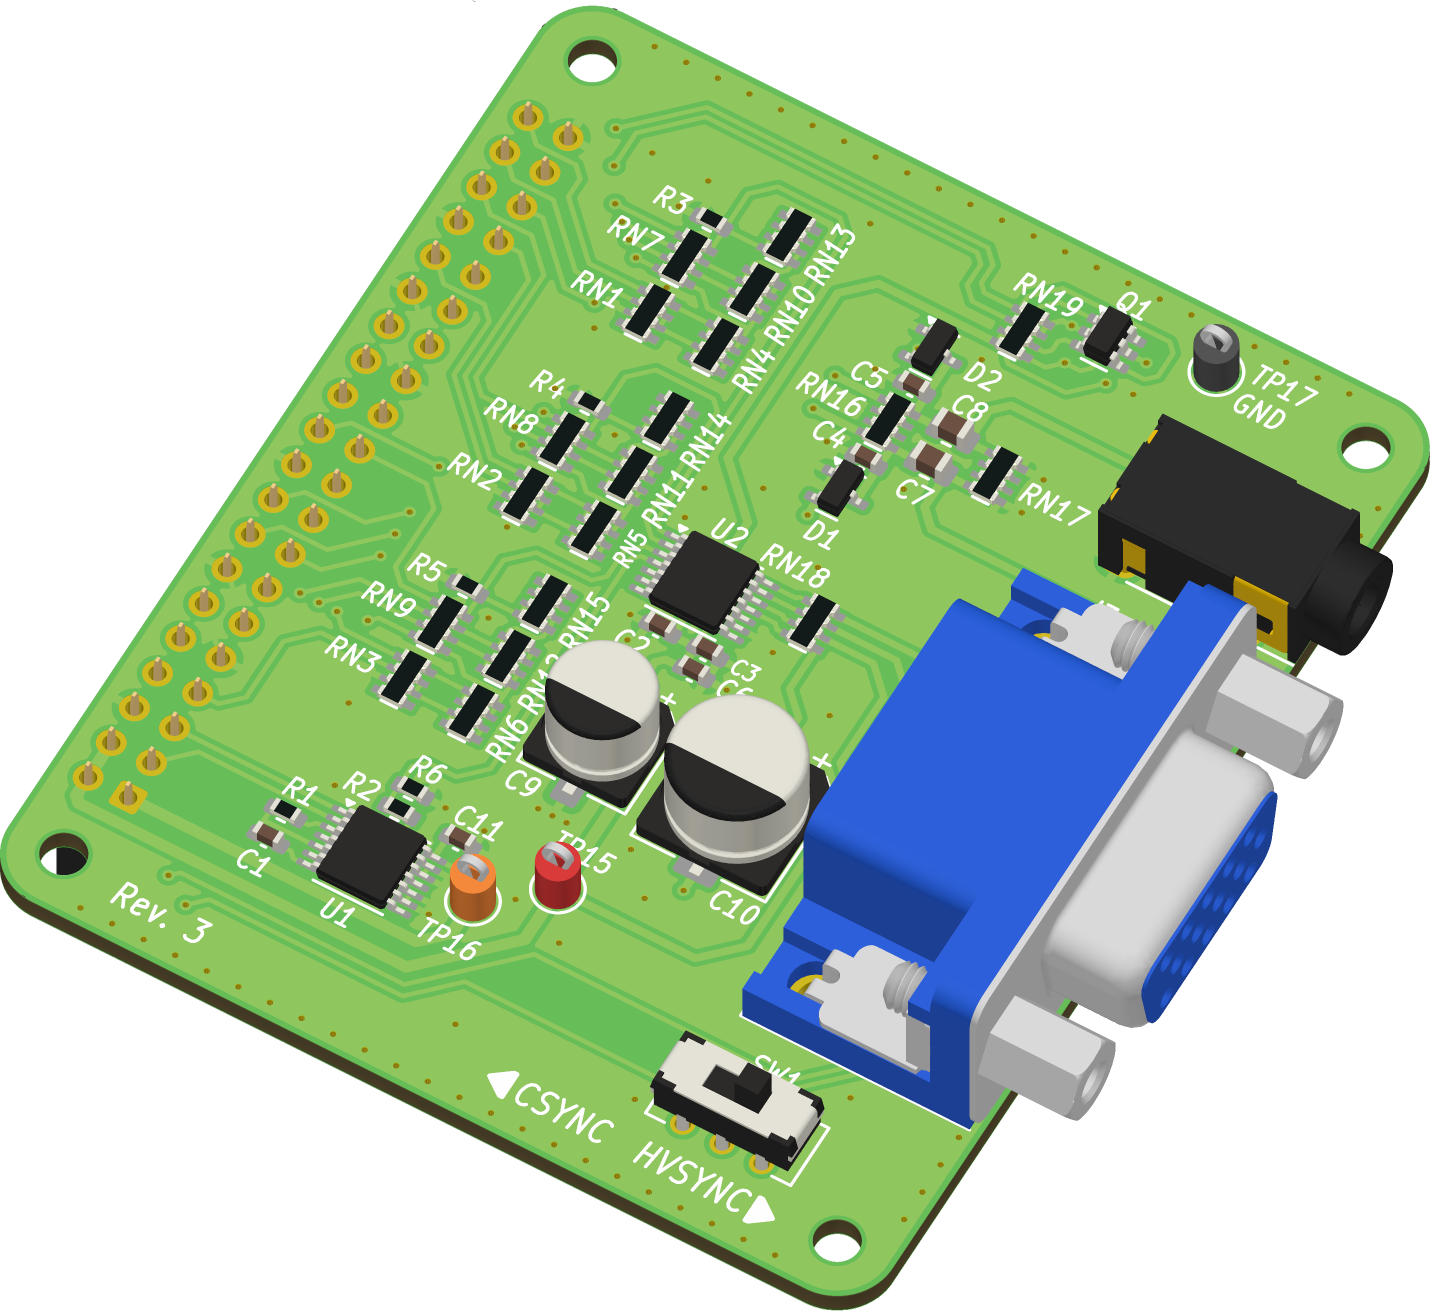 R3
RN7
RN13
RN1
RN10
RN4
RN19
Q1
TP17
GND
D2
C5
RN16
C8
C4
C7
RN17
D1
R4
RN8
RN14
RN2
RN11
RN5
U2
RN18
R5
RN9
RN15
RN3
C3
RN6
+
+
C9
C10
R6
R2
R1
C11
C1
U1
TP15
TP16
Rev. 3
SW1
◀CSYNC
HVSYNC▶